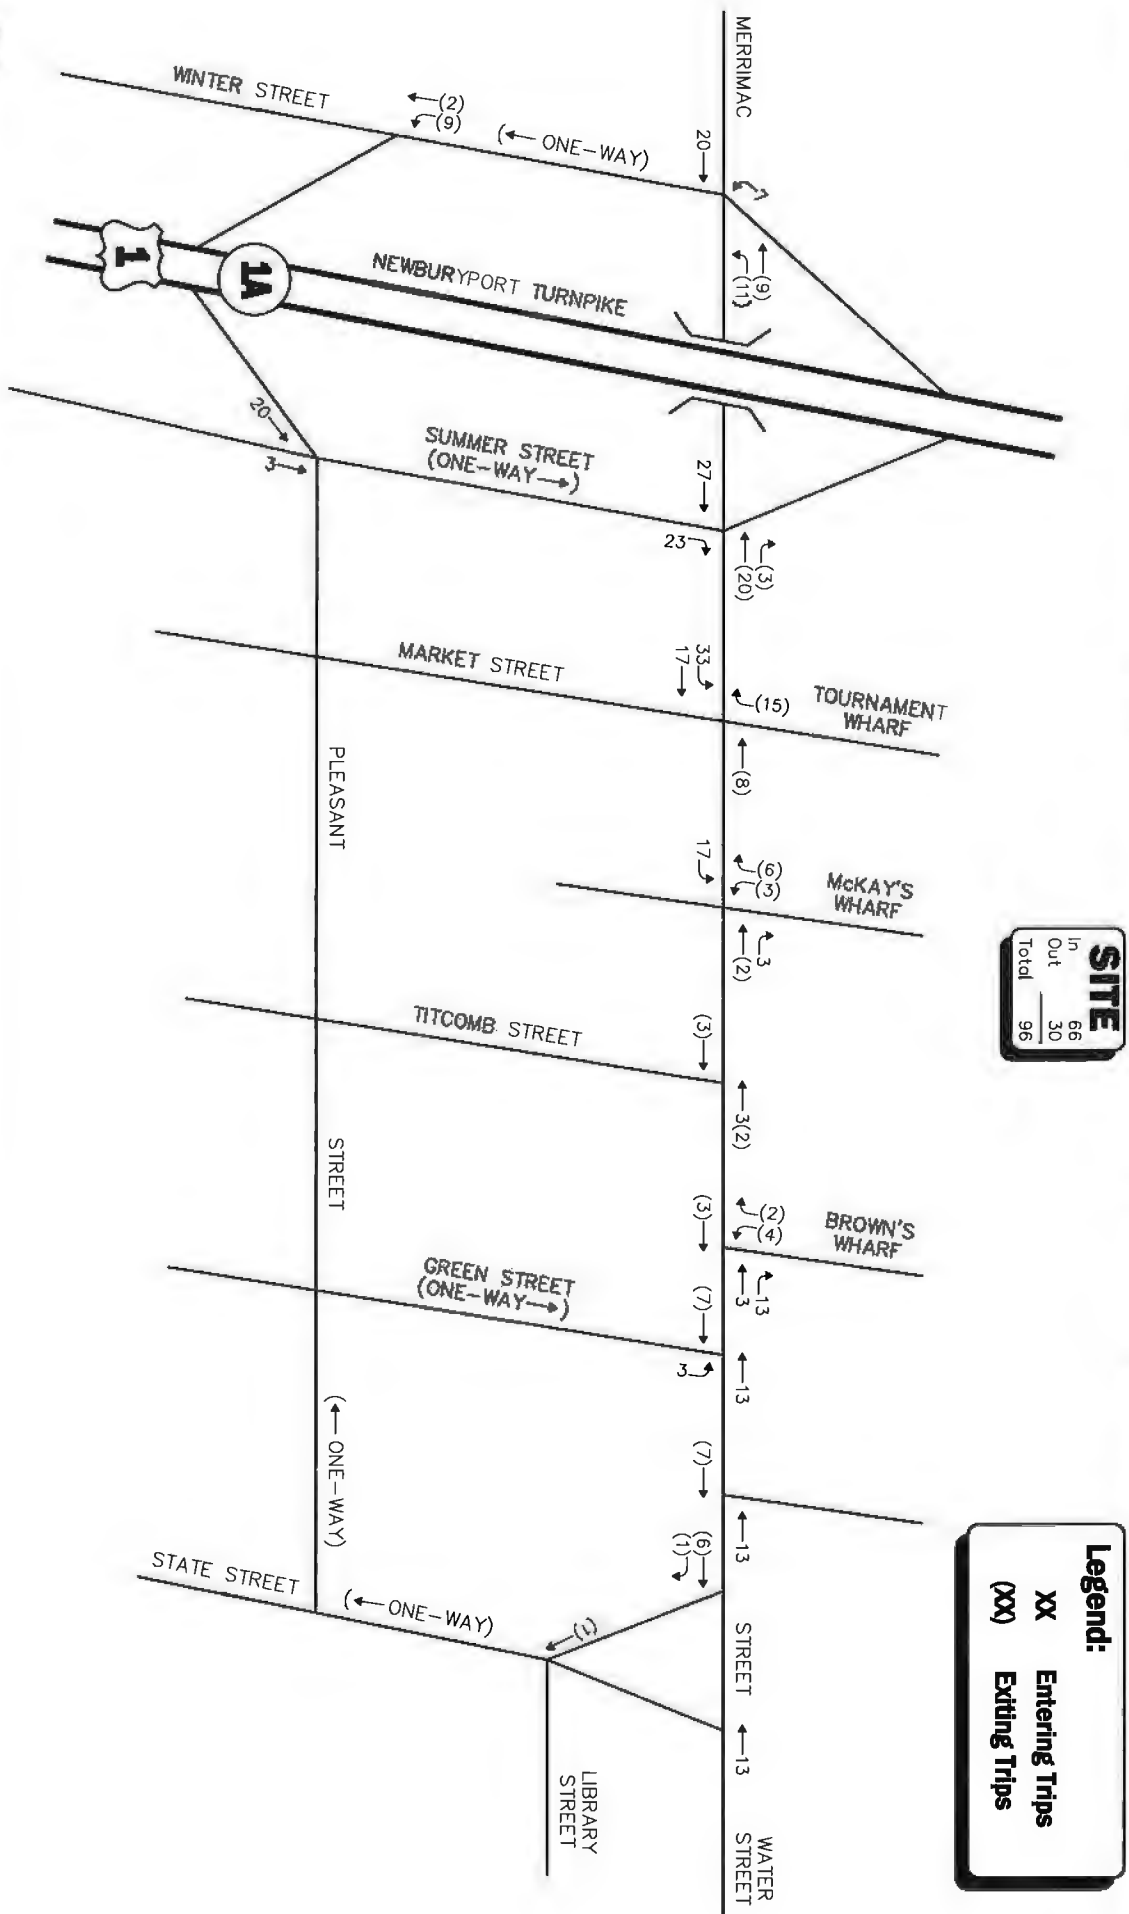 MERRIMAC
WINTER STREET
(2)
(9)
(← ONE-WAY)
20
7
(9)
(11)
1
1A
NEWBURYPORT TURNPIKE
20
3
SUMMER STREET
(ONE-WAY→)
27
23
(3)
(20)
MARKET STREET
33
17
(15)
TOURNAMENT
WHARF
(8)
PLEASANT
17
(6)
(3)
McKAY'S
WHARF
3
(2)
SITE
In 66
Out 30
Total 96
TITCOMB STREET
(3)
3(2)
STREET
(3)
(2)
(4)
BROWN'S
WHARF
13
3
GREEN STREET
(ONE-WAY→)
(7)
3
13
(← ONE-WAY)
(7)
13
(6)
(1)
STATE STREET
(← ONE-WAY)
(1)
STREET
13
LIBRARY
STREET
WATER
STREET
Legend:
XX Entering Trips
(XX) Exiting Trips